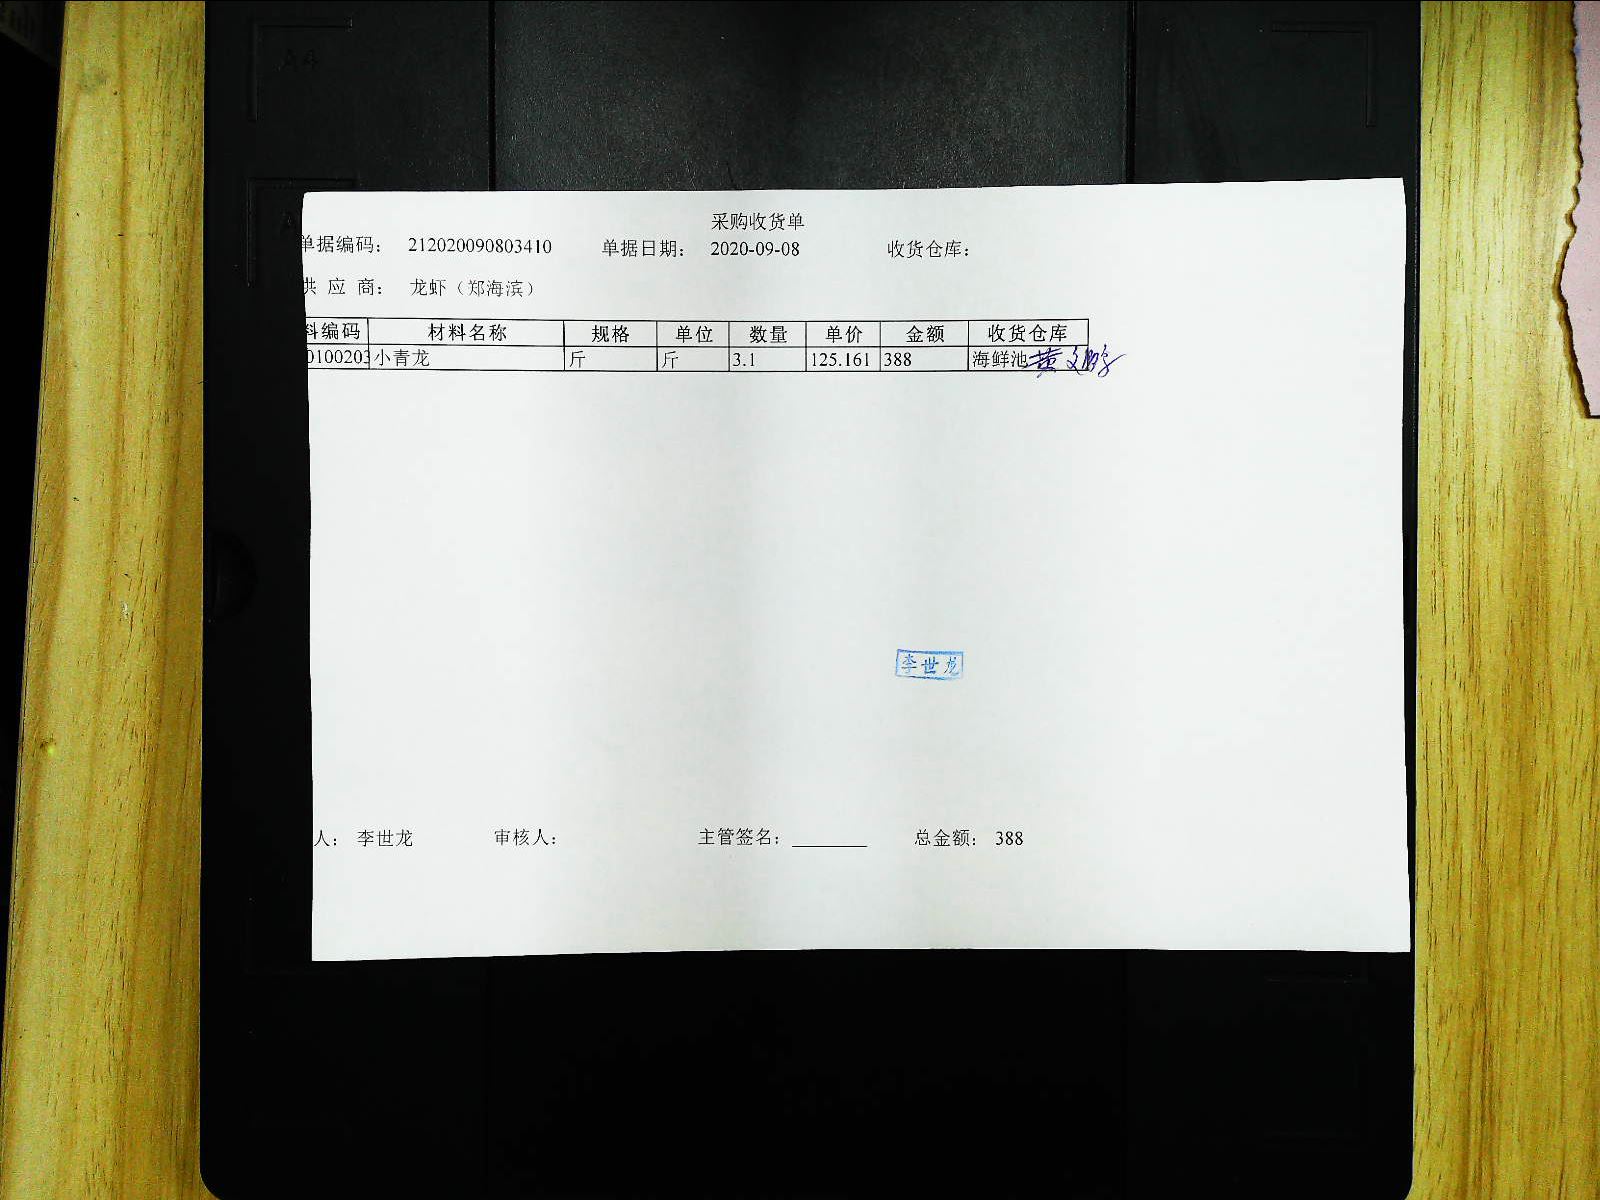 采购收货单
单据编码： 212020090803410 单据日期： 2020-09-08 收货仓库：
供 应 商： 龙虾（郑海滨）
料编码 材料名称 规格 单位 数量 单价 金额 收货仓库
0100203 小青龙 斤 斤 3.1 125.161 388 海鲜池
李世龙
人： 李世龙 审核人： 主管签名： 总金额： 388